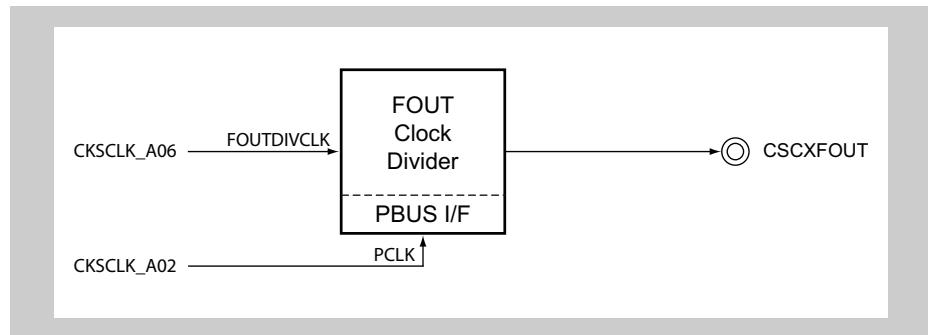 FOUT
Clock
Divider
PBUS I/F
CKSCLK_A06
FOUTDIVCLK
CSCXFOUT
CKSCLK_A02
PCLK